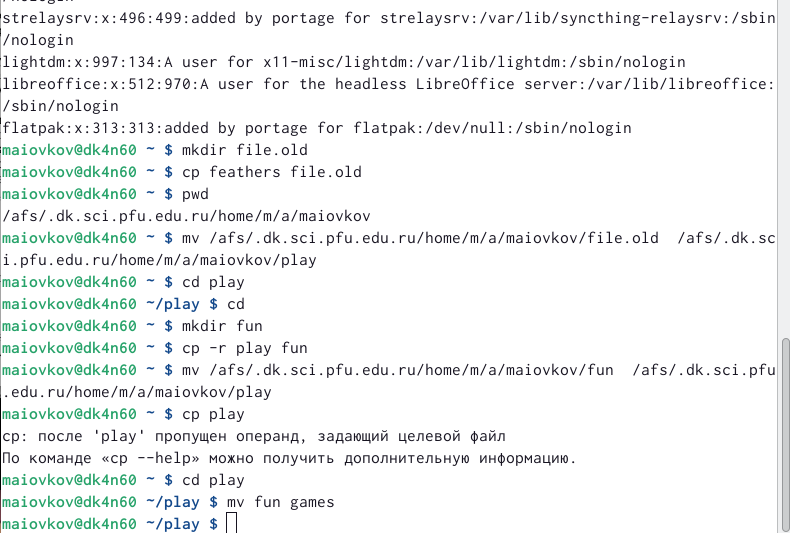 strelaysrv:x:496:499:added by portage for strelaysrv:/var/lib/syncthing-relaysrv:/sbin
/nologin
lightdm:x:997:134:A user for x11-misc/lightdm:/var/lib/lightdm:/sbin/nologin
libreoffice:x:512:970:A user for the headless LibreOffice server:/var/lib/libreoffice:
/sbin/nologin
flatpak:x:313:313:added by portage for flatpak:/dev/null:/sbin/nologin
maiovkov@dk4n60 ~ $ mkdir file.old
maiovkov@dk4n60 ~ $ cp feathers file.old
maiovkov@dk4n60 ~ $ pwd
/afs/.dk.sci.pfu.edu.ru/home/m/a/maiovkov
maiovkov@dk4n60 ~ $ mv /afs/.dk.sci.pfu.edu.ru/home/m/a/maiovkov/file.old  /afs/.dk.sc
i.pfu.edu.ru/home/m/a/maiovkov/play
maiovkov@dk4n60 ~ $ cd play
maiovkov@dk4n60 ~/play $ cd
maiovkov@dk4n60 ~ $ mkdir fun
maiovkov@dk4n60 ~ $ cp -r play fun
maiovkov@dk4n60 ~ $ mv /afs/.dk.sci.pfu.edu.ru/home/m/a/maiovkov/fun  /afs/.dk.sci.pfu
.edu.ru/home/m/a/maiovkov/play
maiovkov@dk4n60 ~ $ cp play
cp: после 'play' пропущен операнд, задающий целевой файл
По команде «cp --help» можно получить дополнительную информацию.
maiovkov@dk4n60 ~ $ cd play
maiovkov@dk4n60 ~/play $ mv fun games
maiovkov@dk4n60 ~/play $